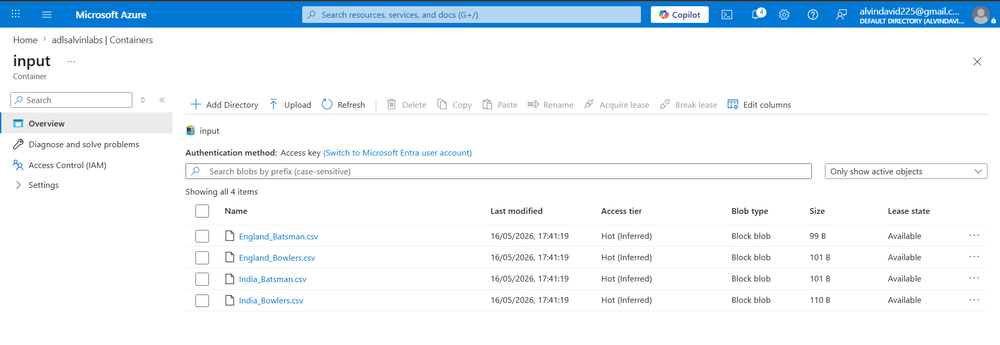 Microsoft Azure
Search resources, services, and docs (G+/)
Copilot
4
alvindavid225@gmail.c...
DEFAULT DIRECTORY (ALVINDAVI...
Home > adlsalvinlabs | Containers
input ...
Container
Search
Overview
Diagnose and solve problems
Access Control (IAM)
Settings
Add Directory Upload Refresh Delete Copy Paste Rename Acquire lease Break lease Edit columns
input
Authentication method: Access key (Switch to Microsoft Entra user account)
Search blobs by prefix (case-sensitive)
Only show active objects
Showing all 4 items
Name Last modified Access tier Blob type Size Lease state
England_Batsman.csv 16/05/2026, 17:41:19 Hot (Inferred) Block blob 99 B Available ...
England_Bowlers.csv 16/05/2026, 17:41:19 Hot (Inferred) Block blob 101 B Available ...
India_Batsman.csv 16/05/2026, 17:41:19 Hot (Inferred) Block blob 101 B Available ...
India_Bowlers.csv 16/05/2026, 17:41:19 Hot (Inferred) Block blob 110 B Available ...